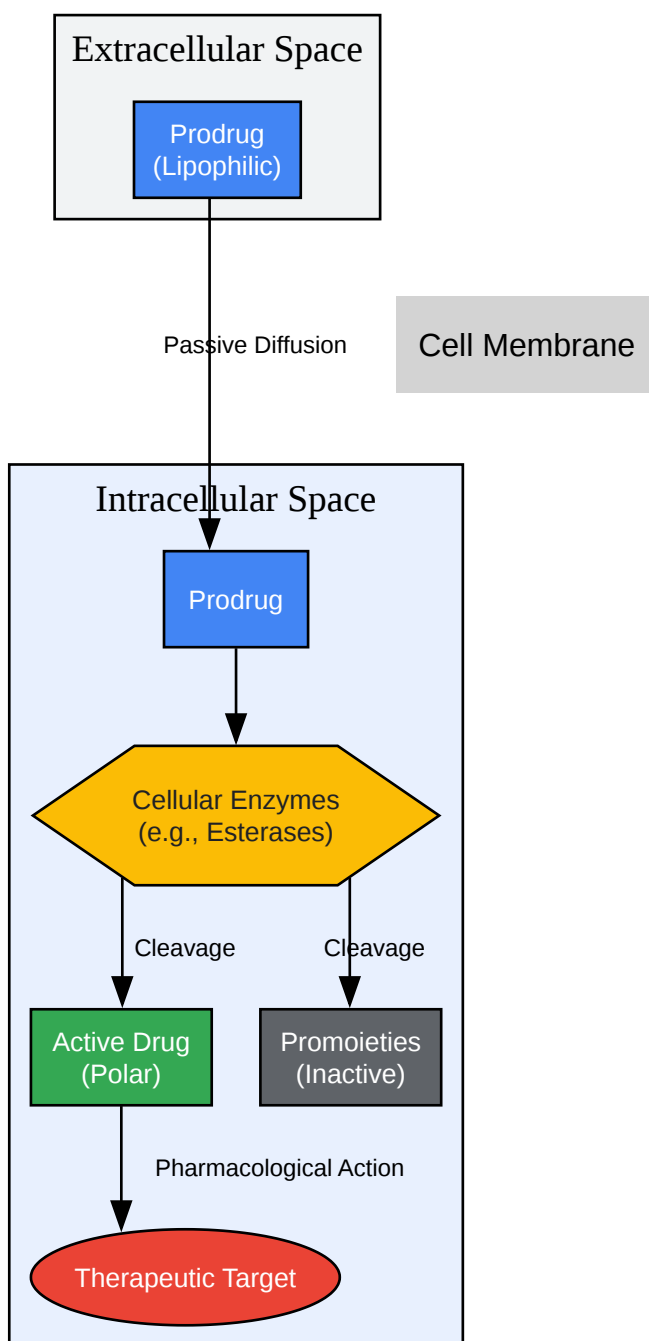 Extracellular Space
Prodrug
(Lipophilic)
Passive Diffusion
Cell Membrane
Intracellular Space
Prodrug
Cellular Enzymes
(e.g., Esterases)
Cleavage
Cleavage
Active Drug
(Polar)
Promoieties
(Inactive)
Pharmacological Action
Therapeutic Target